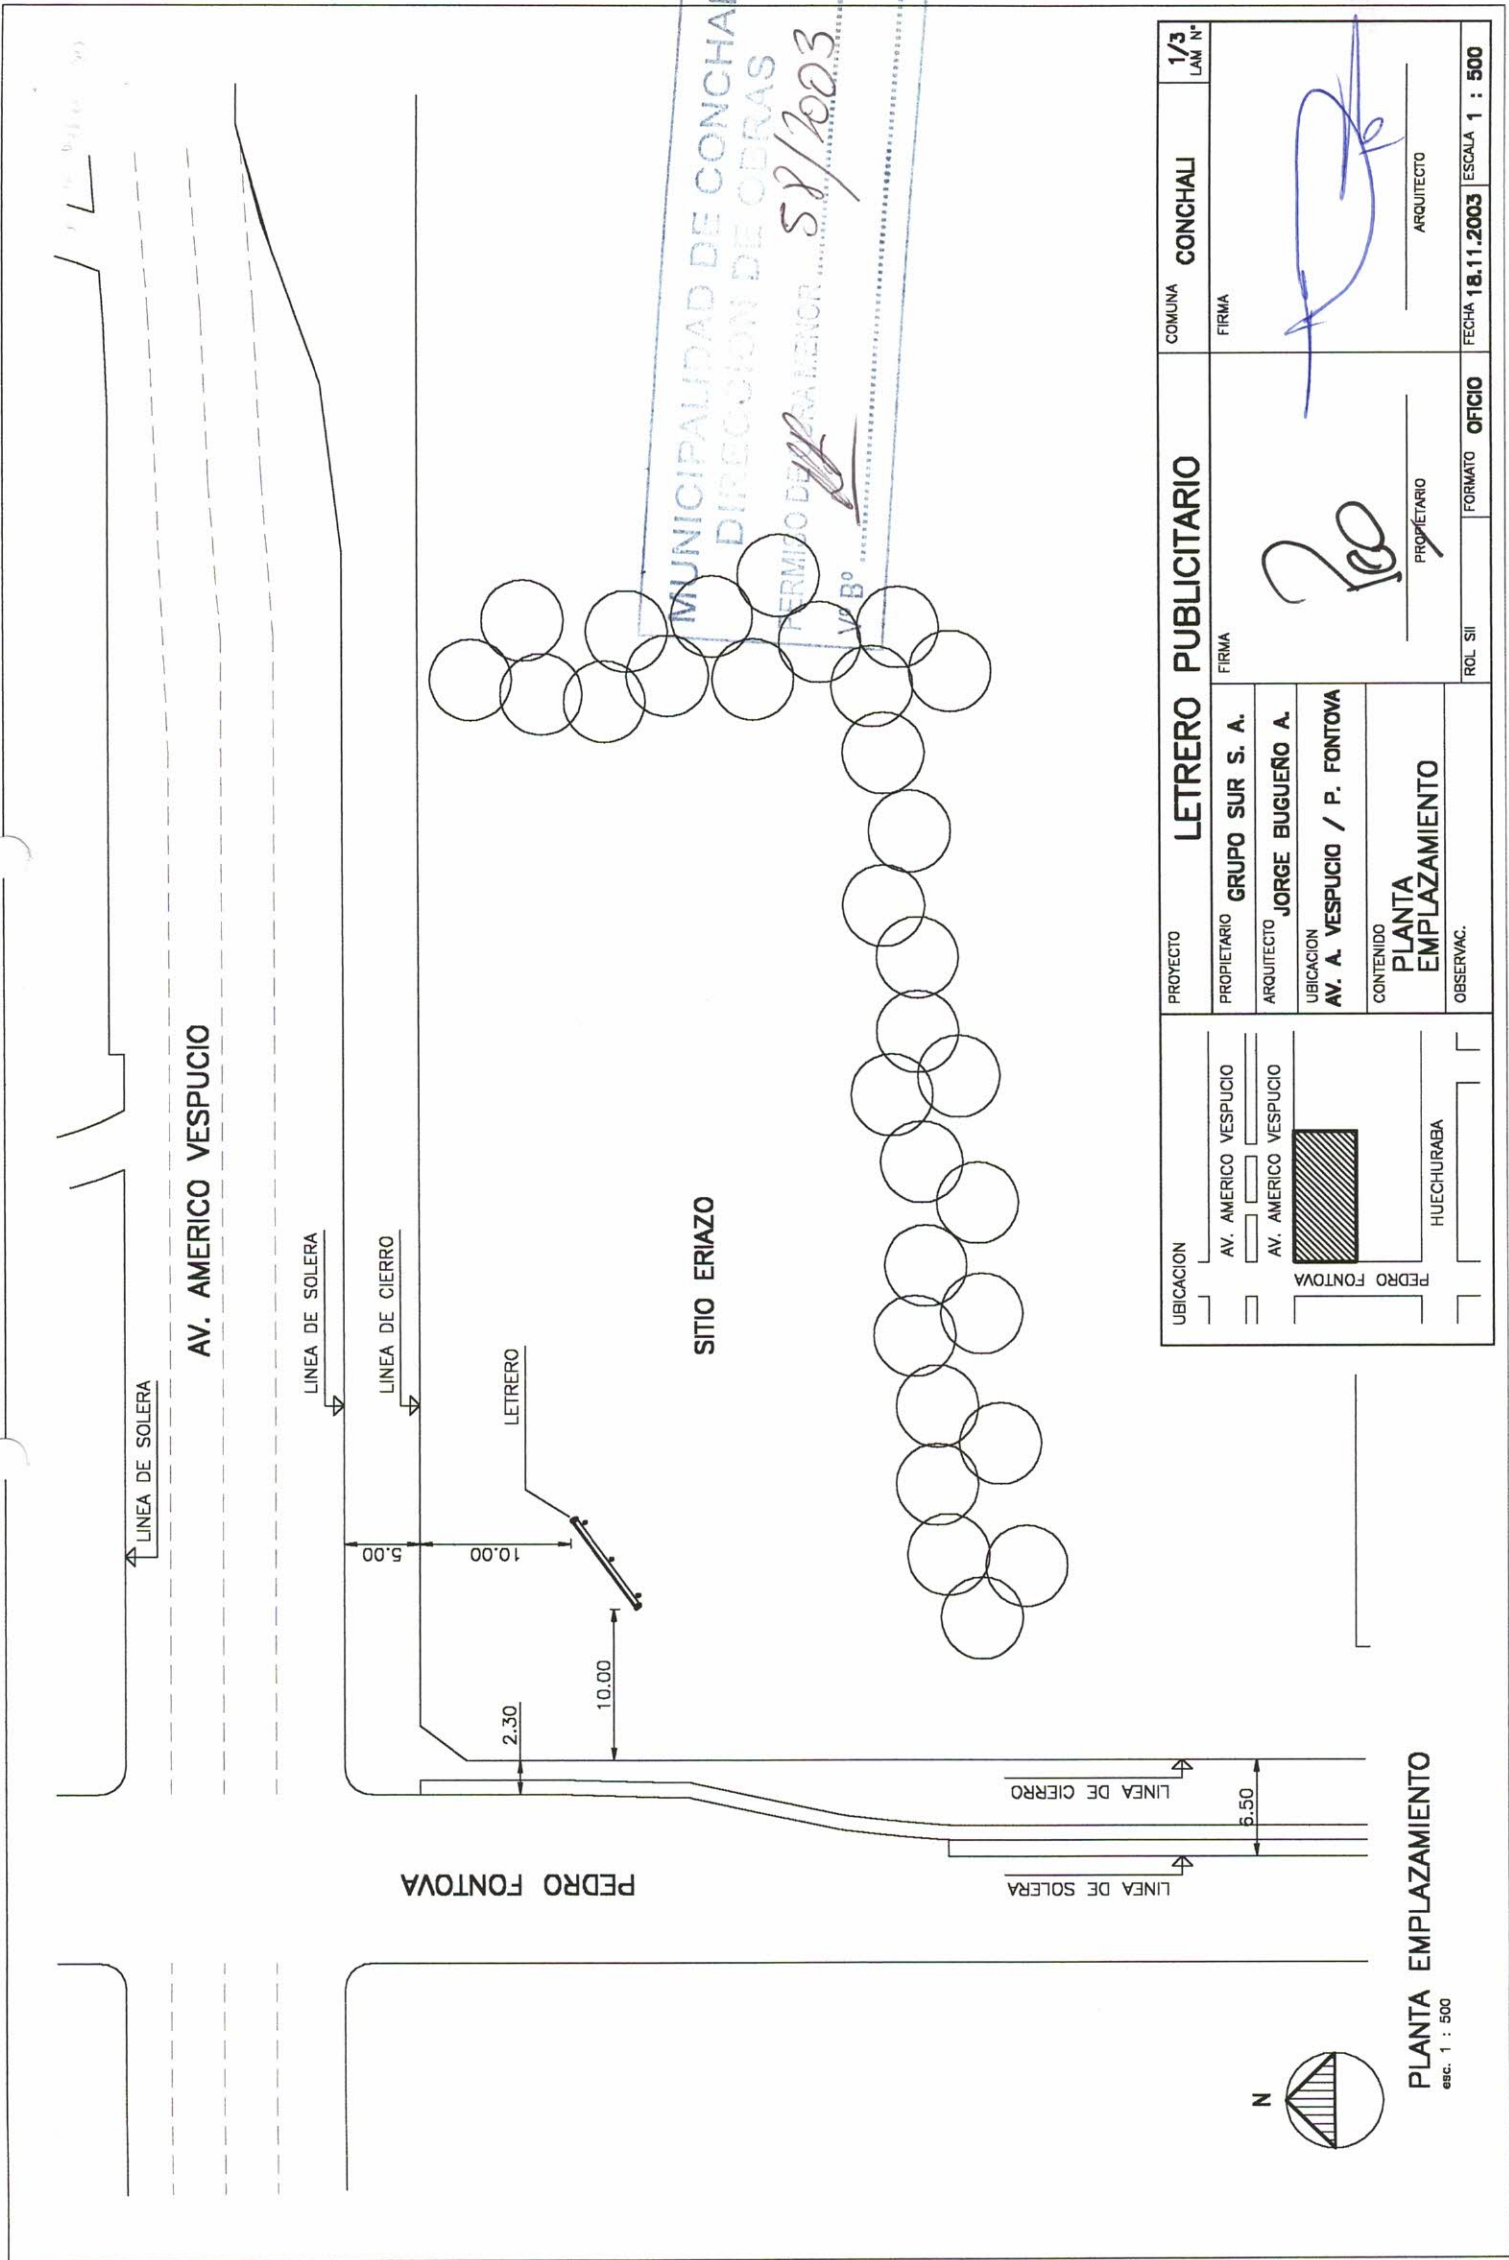 LINEA DE SOLERA
AV. AMERICO VESPUCIO
LINEA DE SOLERA
LINEA DE CIERRO
5.00
10.00
LETRERO
10.00
2.30
SITIO ERIAZO
PEDRO FONTOVA
LINEA DE CIERRO
LINEA DE SOLERA
6.50
N
PLANTA EMPLAZAMIENTO
esc. 1 : 500
MUNICIPALIDAD DE CONCHAL
DIRECCION DE OBRAS
PERMISO DE OBRA MENOR 58/2003
Vº Bº
UBICACION
AV. AMERICO VESPUCIO
AV. AMERICO VESPUCIO
PEDRO FONTOVA
HUECHURABA
PROYECTO
LETRERO PUBLICITARIO
COMUNA CONCHALI
1/3
LAM Nº
PROPIETARIO GRUPO SUR S. A.
ARQUITECTO JORGE BUGUEÑO A.
UBICACION
AV. A. VESPUCIO / P. FONTOVA
CONTENIDO
PLANTA
EMPLAZAMIENTO
OBSERVAC.
FIRMA
PROPIETARIO
FIRMA
ARQUITECTO
ROL SII
FORMATO OFICIO
FECHA 18.11.2003
ESCALA 1 : 500